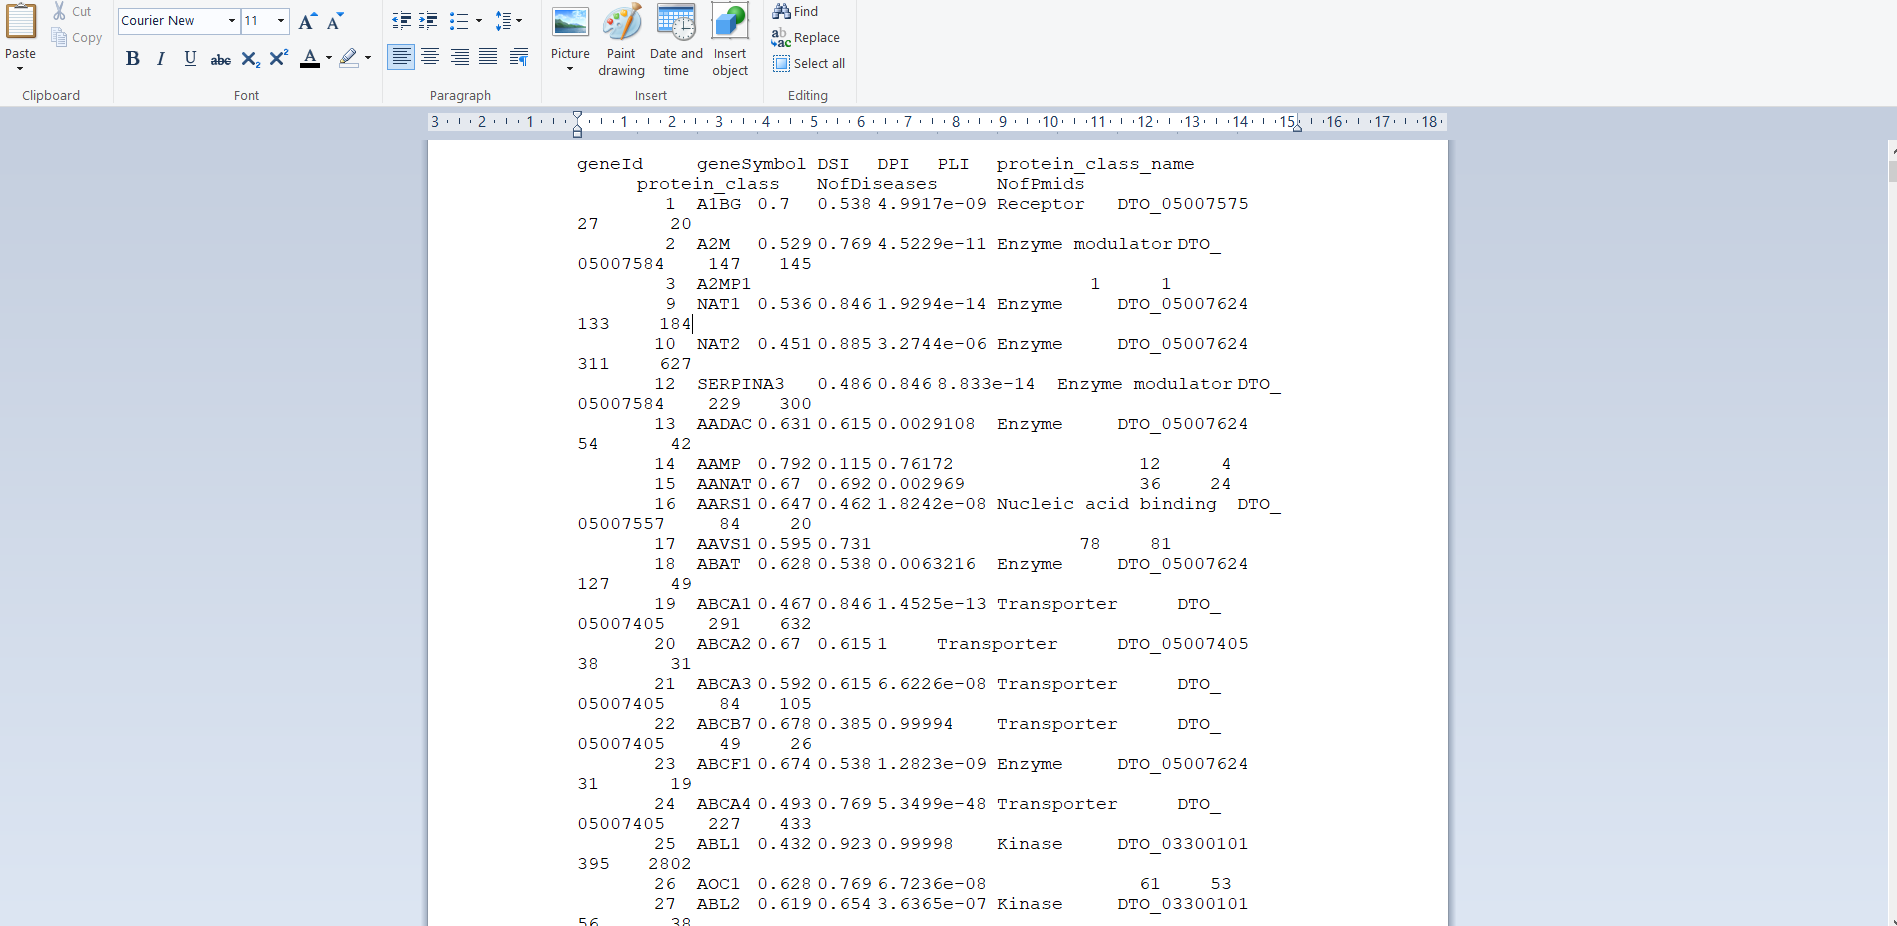 Paste
Cut
Copy
Clipboard
Courier New 11 A A
B I U abc X2 X2 A
Font
Paragraph
Picture
Paint drawing
Date and time
Insert object
Insert
Find
ab ac Replace
Select all
Editing
3 2 1 1 2 3 4 5 6 7 8 9 10 11 12 13 14 15 16 17 18
geneId geneSymbol DSI DPI PLI protein_class_name
protein_class NofDiseases NofPmids
1 A1BG 0.7 0.538 4.9917e-09 Receptor DTO_05007575
27 20
2 A2M 0.529 0.769 4.5229e-11 Enzyme modulator DTO_
05007584 147 145
3 A2MP1 1 1
9 NAT1 0.536 0.846 1.9294e-14 Enzyme DTO_05007624
133 184
10 NAT2 0.451 0.885 3.2744e-06 Enzyme DTO_05007624
311 627
12 SERPINA3 0.486 0.846 8.833e-14 Enzyme modulator DTO_
05007584 229 300
13 AADAC 0.631 0.615 0.0029108 Enzyme DTO_05007624
54 42
14 AAMP 0.792 0.115 0.76172 12 4
15 AANAT 0.67 0.692 0.002969 36 24
16 AARS1 0.647 0.462 1.8242e-08 Nucleic acid binding DTO_
05007557 84 20
17 AAVS1 0.595 0.731 78 81
18 ABAT 0.628 0.538 0.0063216 Enzyme DTO_05007624
127 49
19 ABCA1 0.467 0.846 1.4525e-13 Transporter DTO_
05007405 291 632
20 ABCA2 0.67 0.615 1 Transporter DTO_05007405
38 31
21 ABCA3 0.592 0.615 6.6226e-08 Transporter DTO_
05007405 84 105
22 ABCB7 0.678 0.385 0.99994 Transporter DTO_
05007405 49 26
23 ABCF1 0.674 0.538 1.2823e-09 Enzyme DTO_05007624
31 19
24 ABCA4 0.493 0.769 5.3499e-48 Transporter DTO_
05007405 227 433
25 ABL1 0.432 0.923 0.99998 Kinase DTO_03300101
395 2802
26 AOC1 0.628 0.769 6.7236e-08 61 53
27 ABL2 0.619 0.654 3.6365e-07 Kinase DTO_03300101
56 38